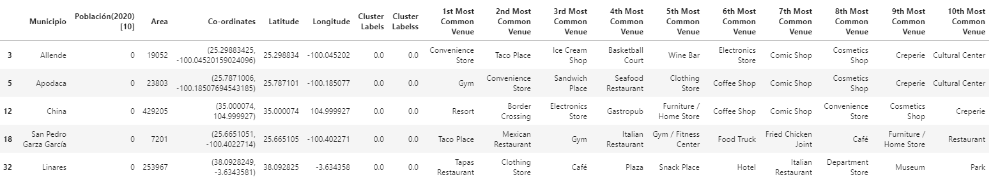 Municipio Población(2020) [10] Area Co-ordinates Latitude Longitude Cluster Labels Cluster Labelss 1st Most Common Venue 2nd Most Common Venue 3rd Most Common Venue 4th Most Common Venue 5th Most Common Venue 6th Most Common Venue 7th Most Common Venue 8th Most Common Venue 9th Most Common Venue 10th Most Common Venue
3 Allende 0 19052 (25.29883425, -100.04520159024096) 25.298834 -100.045202 0.0 0.0 Convenience Store Taco Place Ice Cream Shop Basketball Court Wine Bar Electronics Store Comic Shop Cosmetics Shop Creperie Cultural Center
5 Apodaca 0 23803 (25.7871006, -100.18507694543185) 25.787101 -100.185077 0.0 0.0 Gym Convenience Store Sandwich Place Seafood Restaurant Clothing Store Coffee Shop Comic Shop Cosmetics Shop Creperie Cultural Center
12 China 0 429205 (35.000074, 104.999927) 35.000074 104.999927 0.0 0.0 Resort Border Crossing Electronics Store Gastropub Furniture / Home Store Coffee Shop Comic Shop Convenience Store Cosmetics Shop Creperie
18 San Pedro Garza García 0 7201 (25.6651051, -100.4022714) 25.665105 -100.402271 0.0 0.0 Taco Place Mexican Restaurant Gym Italian Restaurant Gym / Fitness Center Food Truck Fried Chicken Joint Café Furniture / Home Store Restaurant
32 Linares 0 253967 (38.0928249, -3.6343581) 38.092825 -3.634358 0.0 0.0 Tapas Restaurant Clothing Store Café Plaza Snack Place Hotel Italian Restaurant Department Store Museum Park